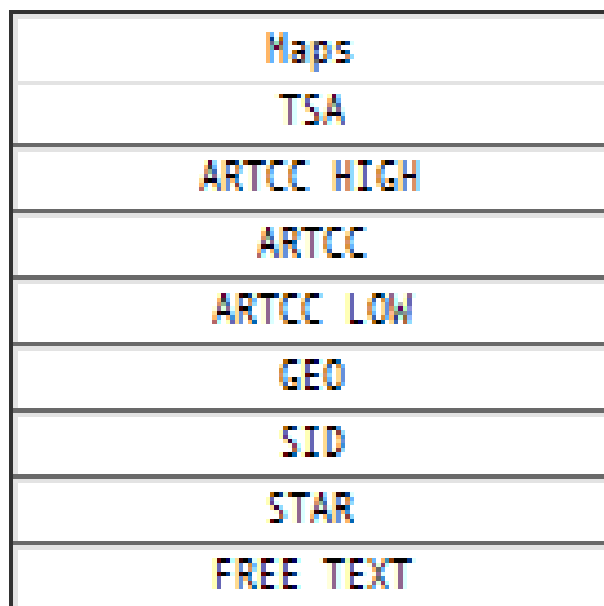 Maps
TSA
ARTCC HIGH
ARTCC
ARTCC LOW
GEO
SID
STAR
FREE TEXT